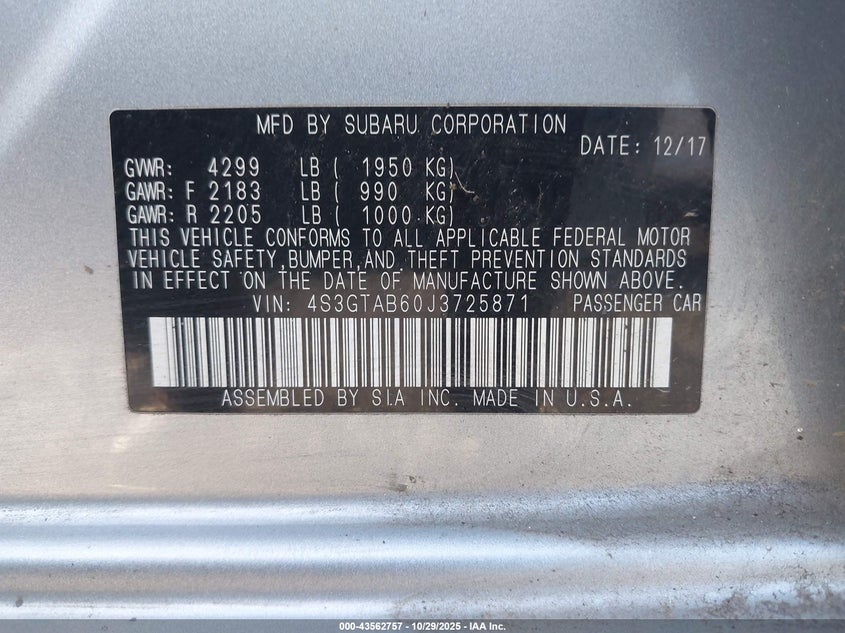 MFD BY SUBARU CORPORATION
DATE: 12/17
GVWR: 4299 LB ( 1950 KG)
GAWR: F 2183 LB ( 990 KG)
GAWR: R 2205 LB ( 1000 KG)
THIS VEHICLE CONFORMS TO ALL APPLICABLE FEDERAL MOTOR
VEHICLE SAFETY,BUMPER,AND THEFT PREVENTION STANDARDS
IN EFFECT ON THE DATE OF MANUFACTURE SHOWN ABOVE.
VIN: 4S3GTAB60J3725871 PASSENGER CAR
ASSEMBLED BY S.I.A INC. MADE IN U.S.A.
000-43562757 - 10/29/2025 - IAA Inc.